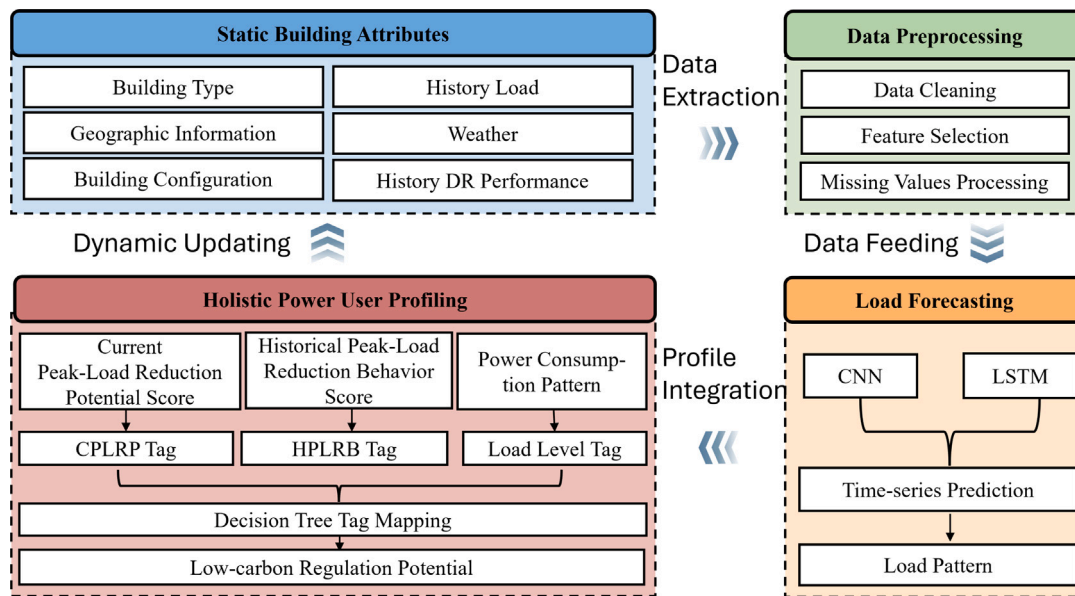 Static Building Attributes
Building Type
History Load
Geographic Information
Weather
Building Configuration
History DR Performance
Data
Extraction
Data Preprocessing
Data Cleaning
Feature Selection
Missing Values Processing
Dynamic Updating
Data Feeding
Holistic Power User Profiling
Current
Peak-Load Reduction
Potential Score
Historical Peak-Load
Reduction Behavior
Score
Power Consump-
tion Pattern
CPLRP Tag
HPLRB Tag
Load Level Tag
Decision Tree Tag Mapping
Low-carbon Regulation Potential
Profile
Integration
Load Forecasting
CNN
LSTM
Time-series Prediction
Load Pattern